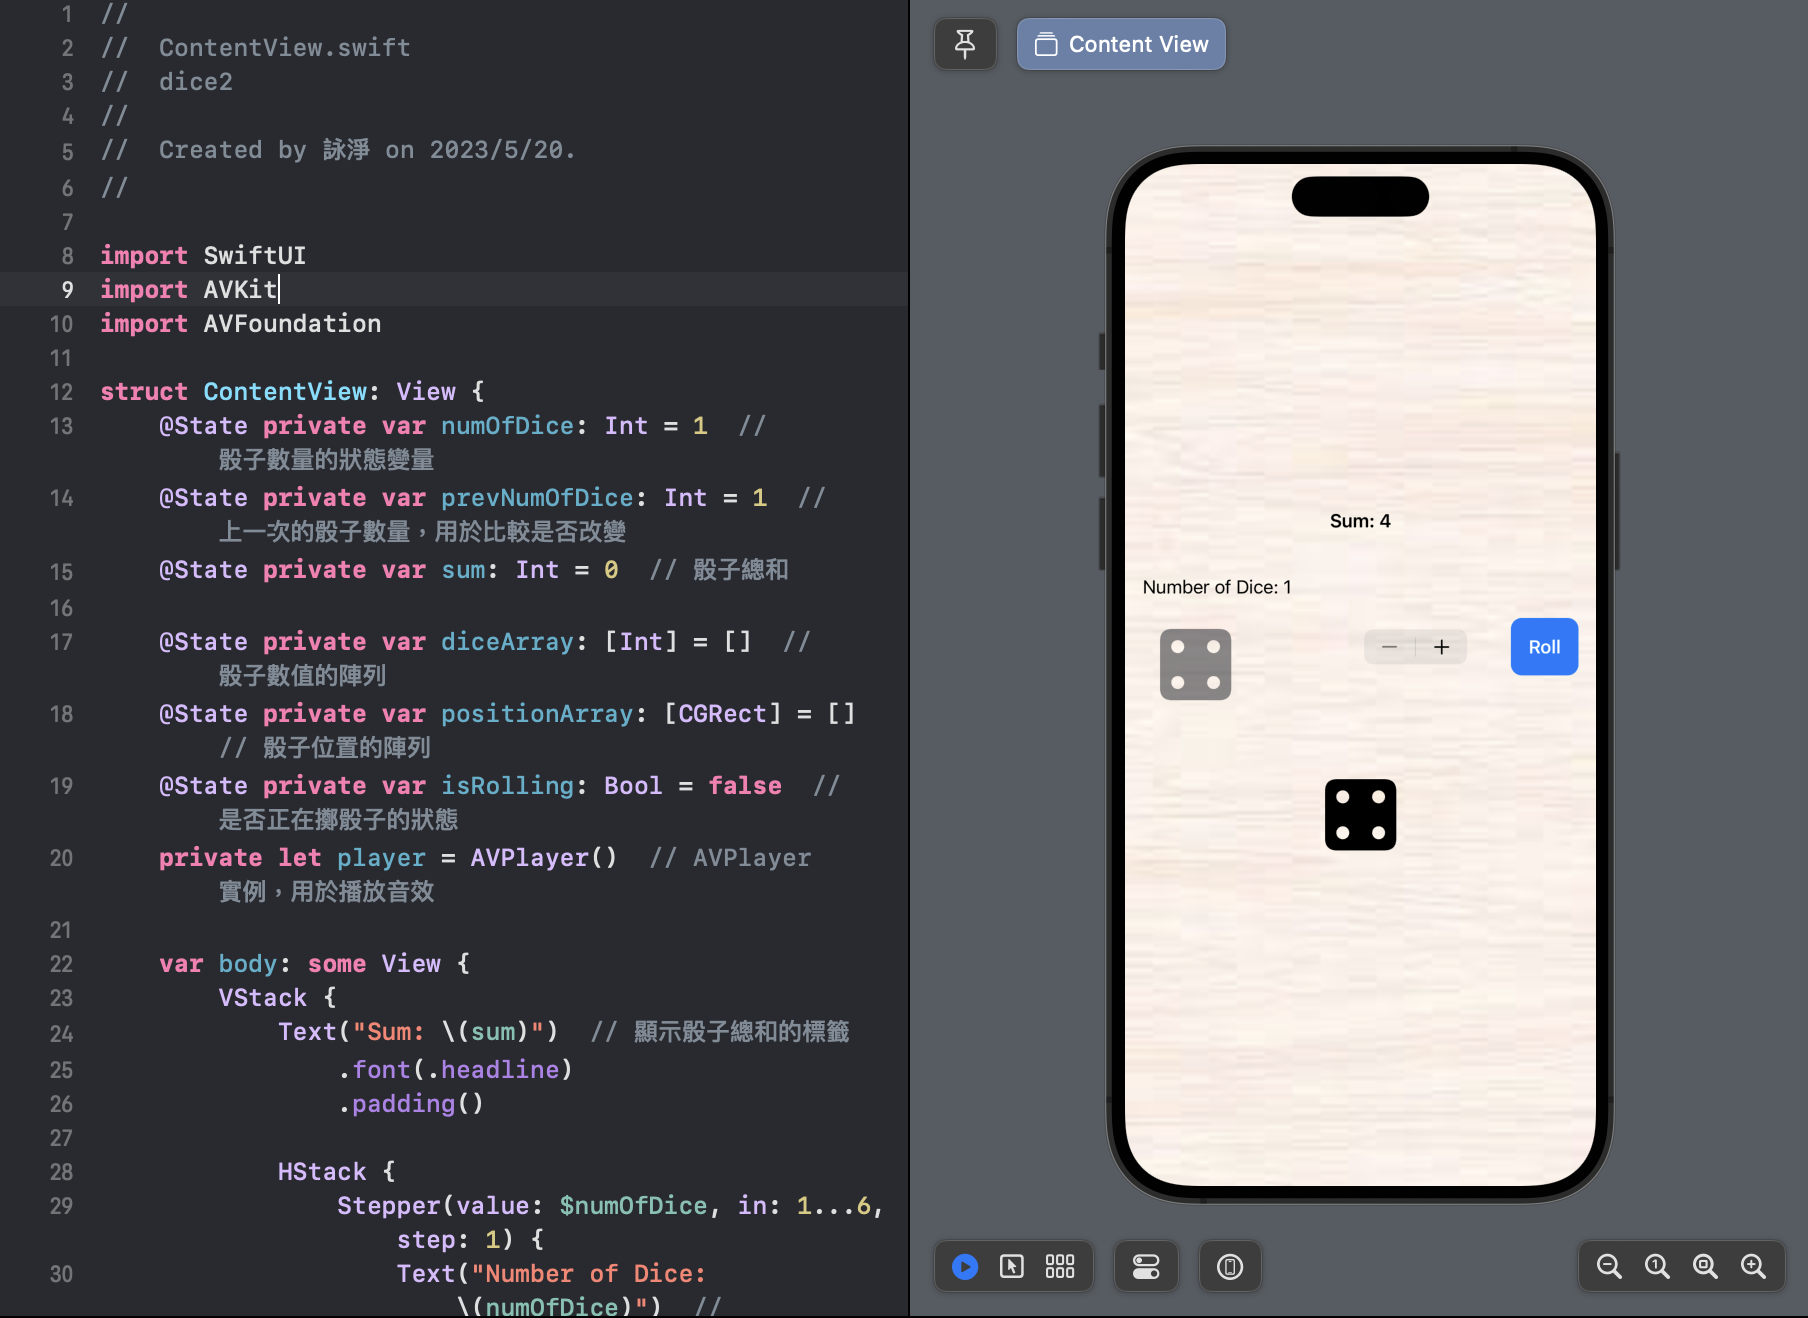 1 //
2 //  ContentView.swift
3 //  dice2
4 //
5 //  Created by 詠淨 on 2023/5/20.
6 //
7
8 import SwiftUI
9 import AVKit
10 import AVFoundation
11
12 struct ContentView: View {
13     @State private var numOfDice: Int = 1  //
骰子數量的狀態變量
14     @State private var prevNumOfDice: Int = 1  //
上一次的骰子數量，用於比較是否改變
15     @State private var sum: Int = 0  // 骰子總和
16
17     @State private var diceArray: [Int] = []  //
骰子數值的陣列
18     @State private var positionArray: [CGRect] = []
// 骰子位置的陣列
19     @State private var isRolling: Bool = false  //
是否正在擲骰子的狀態
20     private let player = AVPlayer()  // AVPlayer
實例，用於播放音效
21
22     var body: some View {
23         VStack {
24             Text("Sum: \(sum)")  // 顯示骰子總和的標籤
25                 .font(.headline)
26                 .padding()
27
28             HStack {
29                 Stepper(value: $numOfDice, in: 1...6,
step: 1) {
30                     Text("Number of Dice:
\(numOfDice)")  //
Content View
Sum: 4
Number of Dice: 1
− +
Roll